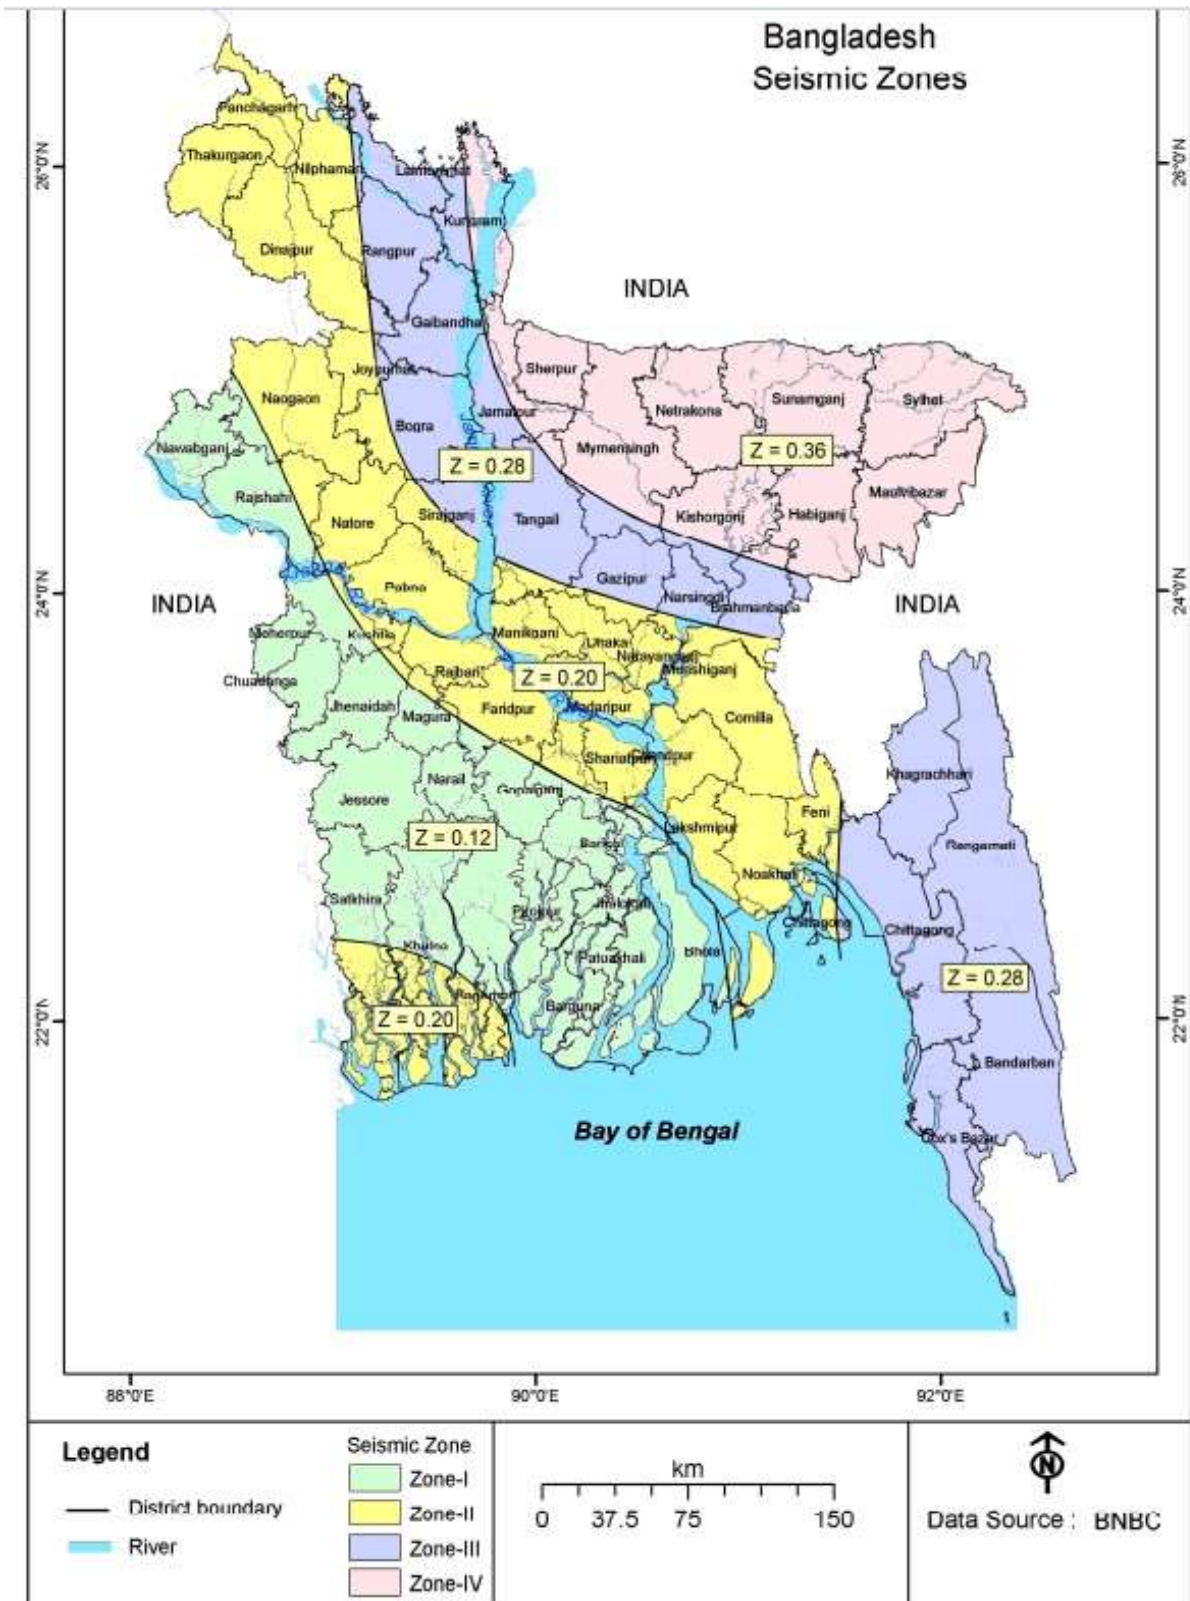 Bangladesh
Seismic Zones
26°0'N
26°0'N
Panchagarh
Thakurgaon
Nilphamari
Kurigram
Dinajpur
Rangpur
INDIA
Gaibandha
Sherpur
Joypurhat
Netrakona
Sunamganj
Sylhet
Naogaon
Jamalpur
Bogra
Nawabganj
Mymensingh
Z = 0.36
Z = 0.28
Rajshahi
Maulvibazar
Natore
Sirajganj
Tangail
Kishorgonj
Habiganj
24°0'N
24°0'N
Gazipur
Pabna
INDIA
Narsingdi
Brahmanbaria
INDIA
Meherpur
Manikganj
Dhaka
Kushtia
Narayanganj
Munshiganj
Rajbari
Chuadanga
Z = 0.20
Jhenaidah
Magura
Faridpur
Madaripur
Comilla
Shariatpur
Chandpur
Khagrachhari
Narail
Gopalganj
Jessore
Feni
Z = 0.12
Lakshmipur
Barisal
Rangamati
Noakhali
Satkhira
Pirojpur
Jhalokati
Chittagong
Chittagong
Khulna
Patuakhali
Bhola
Z = 0.28
Barguna
Z = 0.20
22°0'N
22°0'N
Bandarban
Bay of Bengal
Cox's Bazar
88°0'E
90°0'E
92°0'E
Legend
District boundary
River
Seismic Zone
Zone-I
Zone-II
Zone-III
Zone-IV
km
0 37.5 75 150
N
Data Source : BNBC